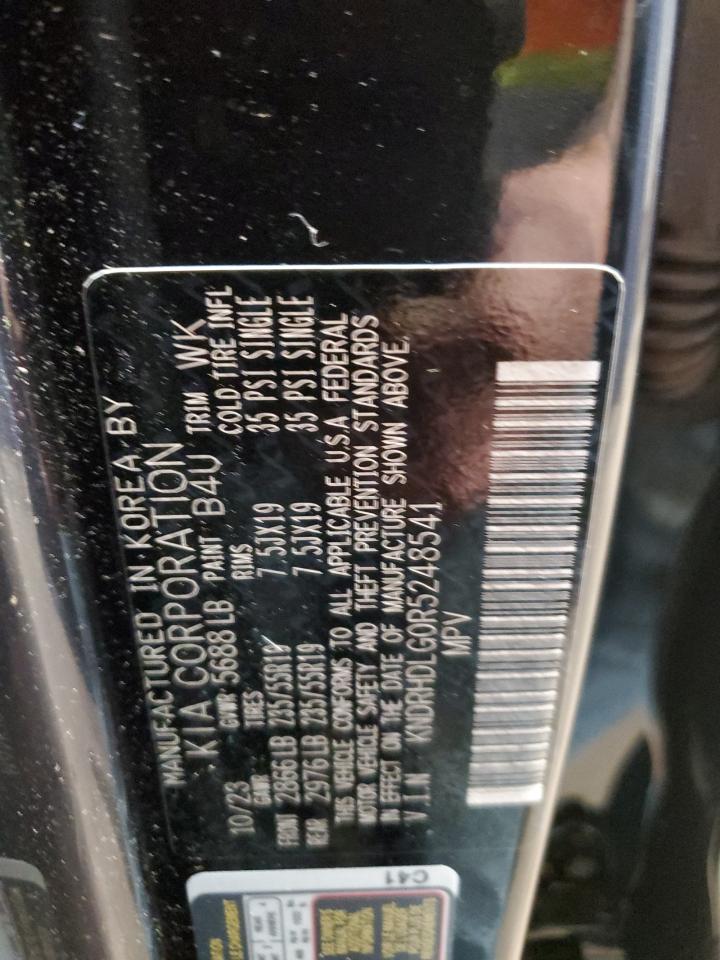 MANUFACTURED IN KOREA BY
KIA CORPORATION
10/23 GVWR 5688 LB PAINT B4U TRIM WK
GAWR TIRES RIMS COLD TIRE INFL
FRONT 2866 LB 235/55R19 7.5JX19 35 PSI SINGLE
REAR 2976 LB 235/55R19 7.5JX19 35 PSI SINGLE
THIS VEHICLE CONFORMS TO ALL APPLICABLE U.S.A FEDERAL
MOTOR VEHICLE SAFETY AND THEFT PREVENTION STANDARDS
IN EFFECT ON THE DATE OF MANUFACTURE SHOWN ABOVE.
V.I.N KNDRHDLG0R5248541
MPV
C41